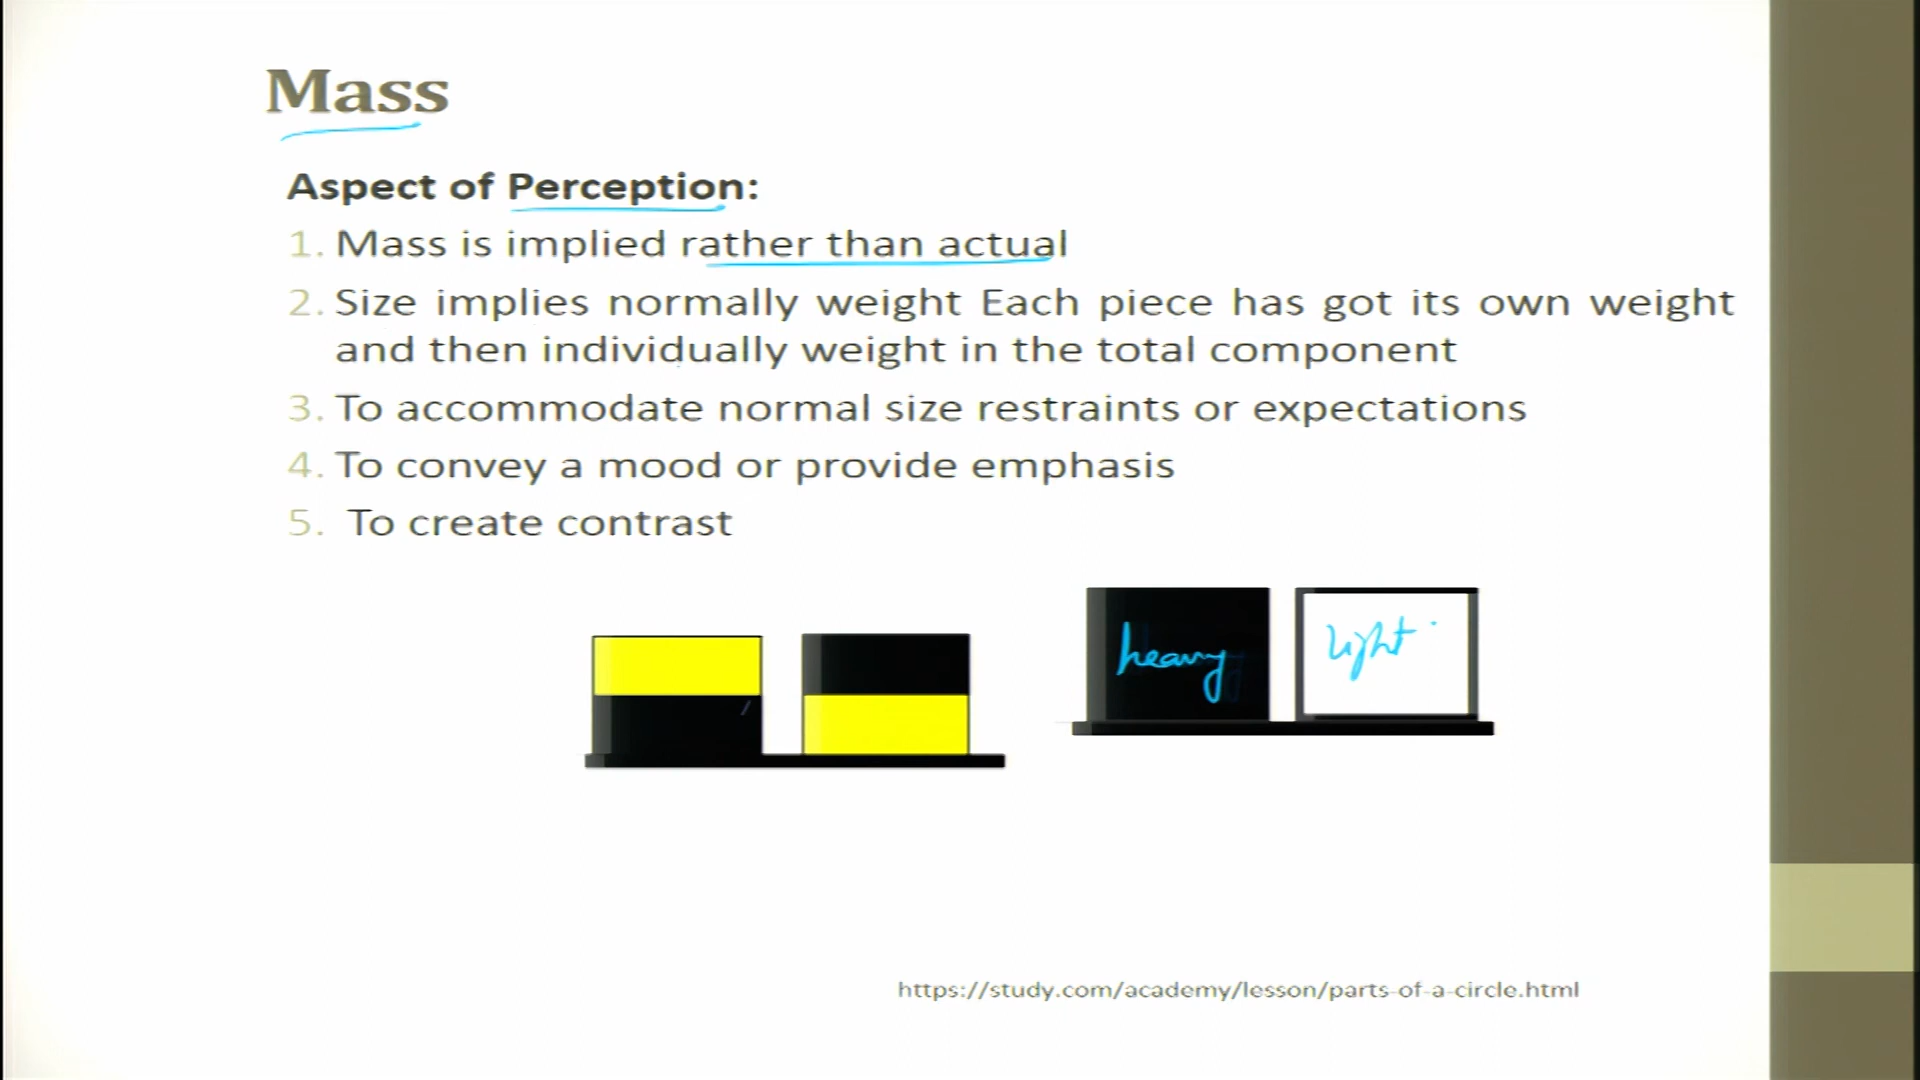 Mass
Aspect of Perception:
1. Mass is implied rather than actual
2. Size implies normally weight Each piece has got its own weight
and then individually weight in the total component
3. To accommodate normal size restraints or expectations
4. To convey a mood or provide emphasis
5. To create contrast
heavy
light
https://study.com/academy/lesson/parts-of-a-circle.html